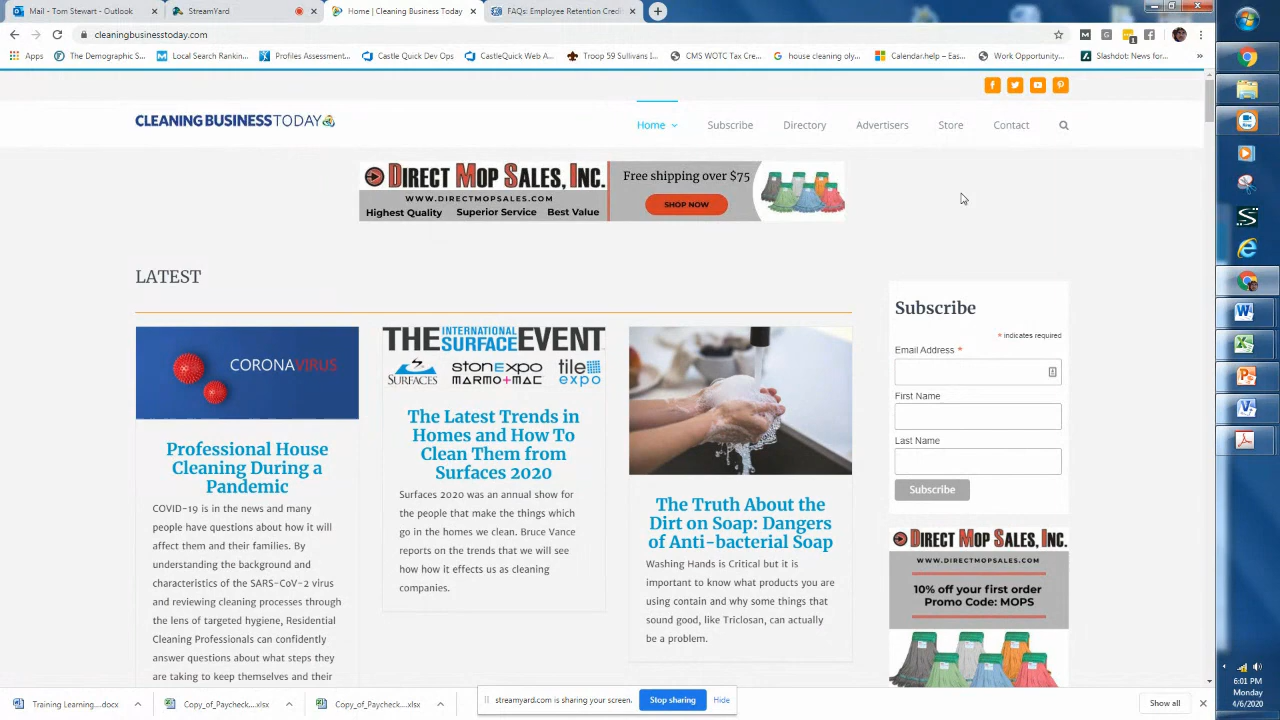 Mail - Tom Stewart - Outlook
StreamYard
Home | Cleaning Business Today
FAQs: Employee Retention Credit
cleaningbusinesstoday.com
Apps
The Demographic S...
Local Search Rankin...
Profiles Assessment...
Castle Quick Dev Ops
CastleQuick Web A...
Troop 59 Sullivans I...
CMS WOTC Tax Cre...
house cleaning oly...
Calendar.help – Eas...
Work Opportunity...
Slashdot: News for...
CLEANING BUSINESS TODAY
Home
Subscribe
Directory
Advertisers
Store
Contact
DIRECT MOP SALES, INC.
WWW.DIRECTMOPSALES.COM
Highest Quality Superior Service Best Value
Free shipping over $75
SHOP NOW
LATEST
CORONAVIRUS
Professional House
Cleaning During a
Pandemic
COVID-19 is in the news and many
people have questions about how it will
affect them and their families. By
understanding the background and
characteristics of the SARS-CoV-2 virus
and reviewing cleaning processes through
the lens of targeted hygiene, Residential
Cleaning Professionals can confidently
answer questions about what steps they
are taking to keep themselves and their
THE INTERNATIONAL SURFACE EVENT
SURFACES
STONEXPO
MARMO+MAC
tile expo
The Latest Trends in
Homes and How To
Clean Them from
Surfaces 2020
Surfaces 2020 was an annual show for
the people that make the things which
go in the homes we clean. Bruce Vance
reports on the trends that we will see
how how it effects us as cleaning
companies.
The Truth About the
Dirt on Soap: Dangers
of Anti-bacterial Soap
Washing Hands is Critical but it is
important to know what products you
are using contain and why some things that
sound good, like Triclosan, can actually
be a problem.
Subscribe
* indicates required
Email Address *
First Name
Last Name
Subscribe
DIRECT MOP SALES, INC.
WWW.DIRECTMOPSALES.COM
10% off your first order
Promo Code: MOPS
Training Learning....docx
Copy_of_Paycheck....xlsx
Copy_of_Paycheck....xlsx
streamyard.com is sharing your screen.
Stop sharing
Hide
Show all
6:01 PM
Monday
4/6/2020